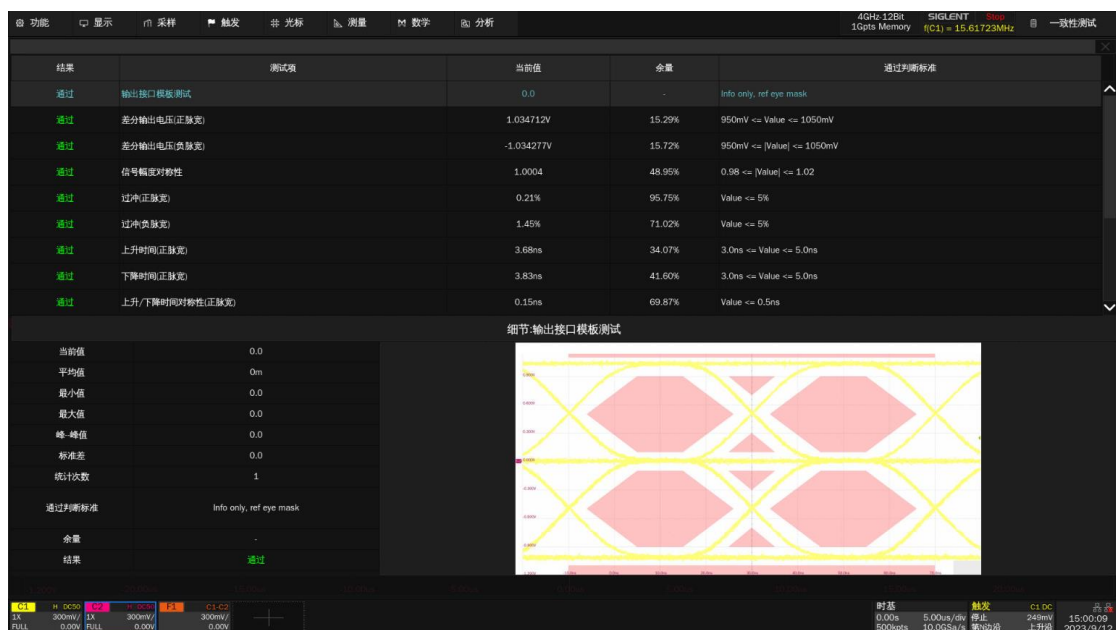 功能 显示 采样 触发 光标 测量 数学 分析 4GHz-12Bit SIGLENT Stop 一致性测试
1Gpts Memory f(C1) = 15.61723MHz
结果 测试项 当前值 余量 通过判断标准
通过 输出接口模板测试 0.0 - Info only, ref eye mask
通过 差分输出电压(正脉宽) 1.034712V 15.29% 950mV <= Value <= 1050mV
通过 差分输出电压(负脉宽) -1.034277V 15.72% 950mV <= |Value| <= 1050mV
通过 信号幅度对称性 1.0004 48.95% 0.98 <= |Value| <= 1.02
通过 过冲(正脉宽) 0.21% 95.75% Value <= 5%
通过 过冲(负脉宽) 1.45% 71.02% Value <= 5%
通过 上升时间(正脉宽) 3.68ns 34.07% 3.0ns <= Value <= 5.0ns
通过 下降时间(正脉宽) 3.83ns 41.60% 3.0ns <= Value <= 5.0ns
通过 上升/下降时间对称性(正脉宽) 0.15ns 69.87% Value <= 0.5ns
细节:输出接口模板测试
当前值 0.0
平均值 0m
最小值 0.0
最大值 0.0
峰-峰值 0.0
标准差 0.0
统计次数 1
通过判断标准 Info only, ref eye mask
余量 -
结果 通过
C1 H DC50 C2 H DC50 F1 C1-C2 时基 触发 C1 DC
1X 300mV/ 1X 300mV/ 300mV/ 0.00s 5.00us/div 停止 249mV 15:00:09
FULL 0.00V FULL 0.00V 0.00V 500kpts 10.0GSa/s 第N边沿 上升沿 2023/9/12